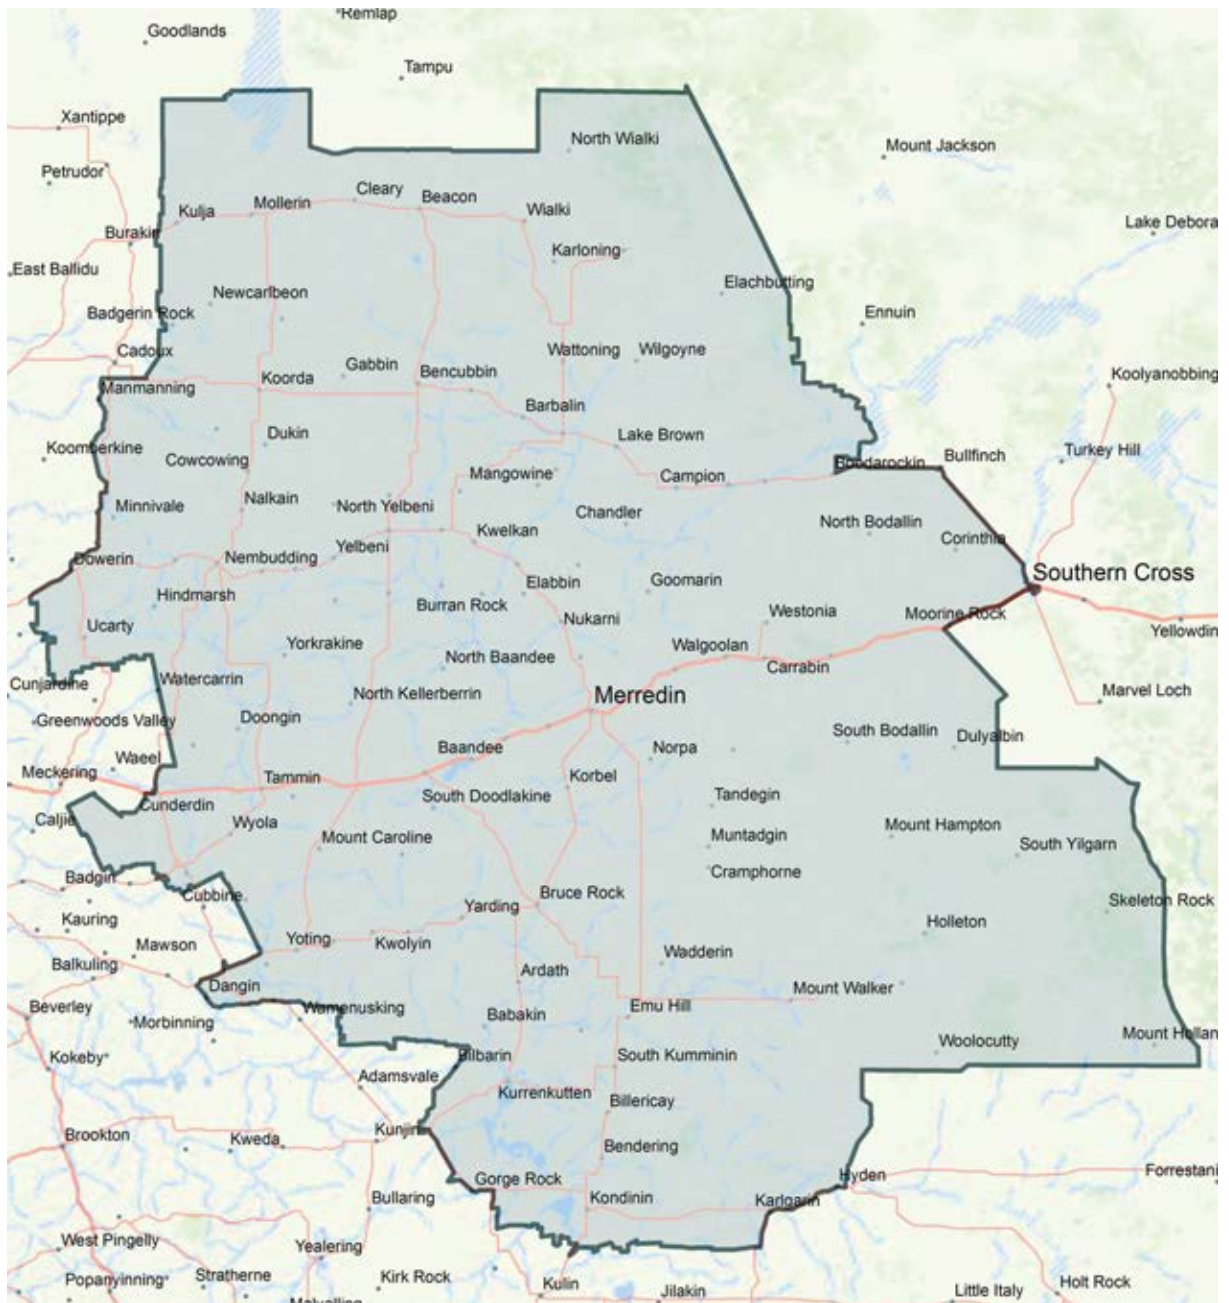 Remlap
Goodlands
Tampu
Xantippe
North Wialki
Mount Jackson
Petrudor
Cleary
Beacon
Mollerin
Kulja
Wialki
Lake Debora
Burakin
Karloning
East Ballidu
Newcarlbeon
Elachbutting
Badgerin Rock
Ennuin
Cadoux
Wattoning
Wilgoyne
Gabbin
Bencubbin
Koorda
Koolyanobbing
Manmanning
Barbalin
Dukin
Lake Brown
Koomberkine
Turkey Hill
Bullfinch
Cowcowing
Boodarockin
Mangowine
Campion
Nalkain
Minnivale
North Yelbeni
Chandler
North Bodallin
Kwelkan
Corinthia
Yelbeni
Dowerin
Nembudding
Southern Cross
Goomarin
Elabbin
Hindmarsh
Burran Rock
Westonia
Moorine Rock
Nukarni
Ucarty
Yellowdin
Yorkrakine
Walgoolan
North Baandee
Carrabin
Watercarrin
Cunjardine
North Kellerberrin
Merredin
Marvel Loch
Greenwoods Valley
Doongin
South Bodallin
Dulyalbin
Baandee
Norpa
Waeel
Meckering
Tammin
Korbel
South Doodlakine
Tandegin
Cunderdin
Caljie
Wyola
Mount Caroline
Muntadgin
Mount Hampton
South Yilgarn
Cramphorne
Badgin
Cubbine
Bruce Rock
Skeleton Rock
Yarding
Kauring
Holleton
Mawson
Yoting
Kwolyin
Wadderin
Balkuling
Ardath
Dangin
Mount Walker
Beverley
Wamenusking
Emu Hill
Morbinning
Babakin
Mount Hollan
Woolocutty
Kokeby
Bilbarin
South Kumminin
Adamsvale
Kurrenkutten
Billericay
Kunjin
Brookton
Kweda
Bendering
Forrestani
Gorge Rock
Hyden
Bullaring
Kondinin
Karlgarin
West Pingelly
Yealering
Popanyinning
Stratherne
Kirk Rock
Kulin
Jilakin
Little Italy
Holt Rock
Malyalling